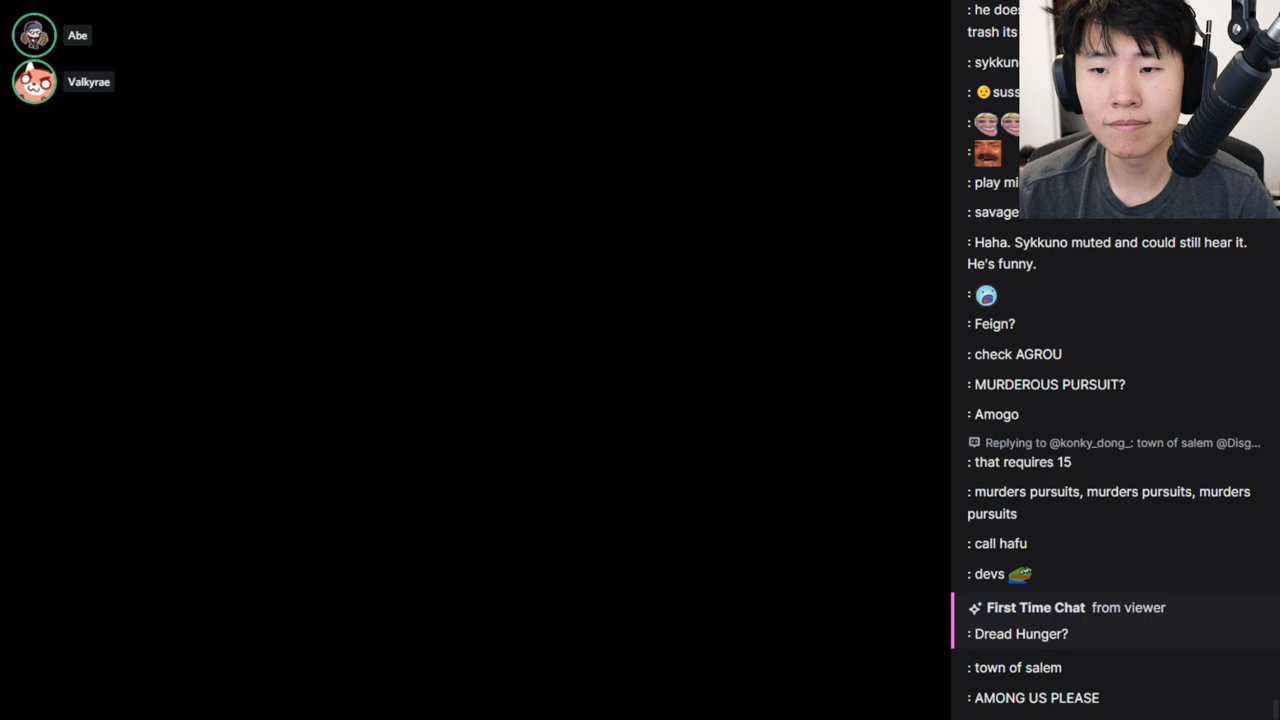 Abe
Valkyrae
: he does
trash its
: sykkun
: suss
:
:
: play mi
: savage
: Haha. Sykkuno muted and could still hear it.
He's funny.
:
: Feign?
: check AGROU
: MURDEROUS PURSUIT?
: Amogo
Replying to @konky_dong_: town of salem @Disg...
: that requires 15
: murders pursuits, murders pursuits, murders
pursuits
: call hafu
: devs
First Time Chat from viewer
: Dread Hunger?
: town of salem
: AMONG US PLEASE